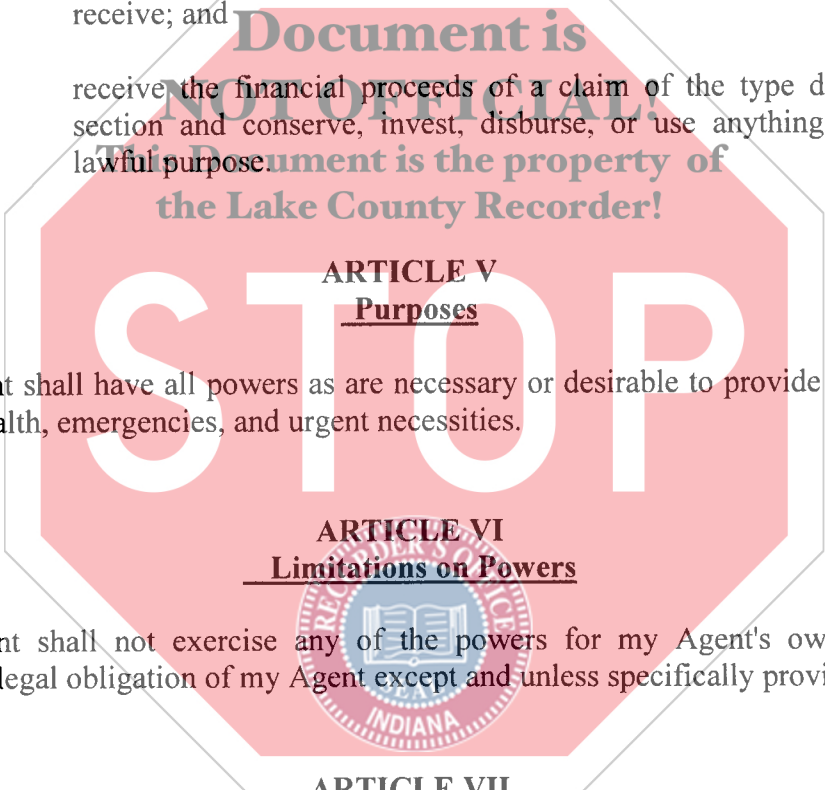 receive; and
Document is
receive the financial proceeds of a claim of the type d
NOT OFFICIAL!
section and conserve, invest, disburse, or use anything
lawful purpose.
This Document is the property of
the Lake County Recorder!
ARTICLE V
Purposes
STOP
nt shall have all powers as are necessary or desirable to provide
alth, emergencies, and urgent necessities.
ARTICLE VI
Limitations on Powers
RECORDER'S OFFICE
nt shall not exercise any of the powers for my Agent's ow
legal obligation of my Agent except and unless specifically provi
SEAL
INDIANA
ARTICLE VII